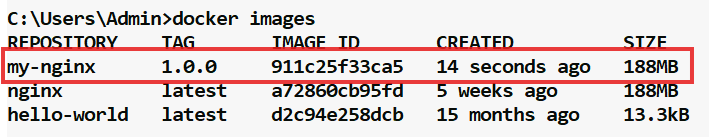 C:\Users\Admin>docker images
REPOSITORY TAG IMAGE ID CREATED SIZE
my-nginx 1.0.0 911c25f33ca5 14 seconds ago 188MB
nginx latest a72860cb95fd 5 weeks ago 188MB
hello-world latest d2c94e258dcb 15 months ago 13.3kB